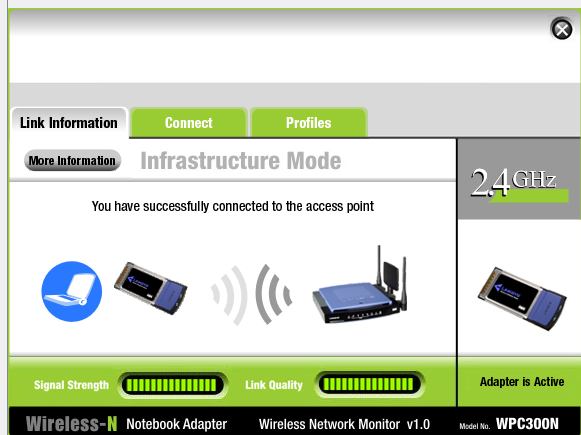 Link Information
Connect
Profiles
More Information
Infrastructure Mode
2.4GHz
You have successfully connected to the access point
Signal Strength
Link Quality
Adapter is Active
Wireless-N Notebook Adapter Wireless Network Monitor v1.0 Model No. WPC300N